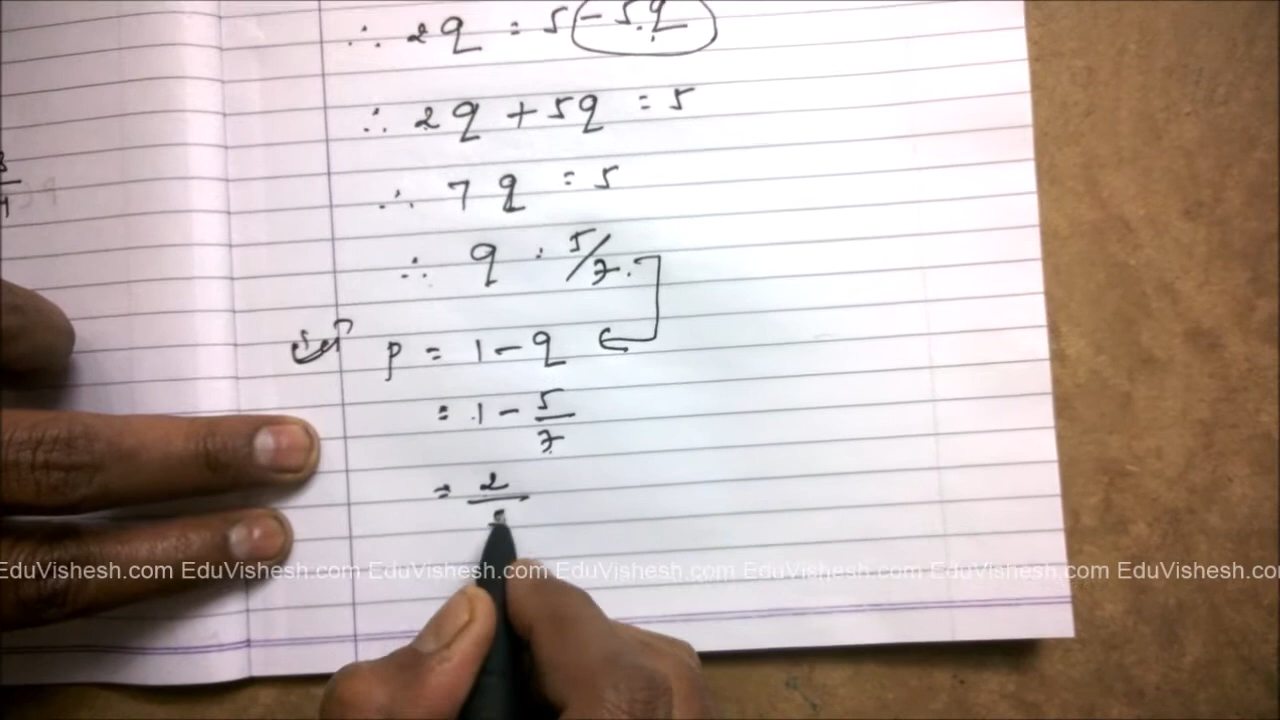 ∴ 2q = 5 - 5q
∴ 2q + 5q = 5
∴ 7q = 5
∴ q = 5/7.
p = 1 - q
= 1 - 5/7
= 2/
EduVishesh.com EduVishesh.com EduVishesh.com EduVishesh.com EduVishesh.com EduVishesh.com EduVishesh.co